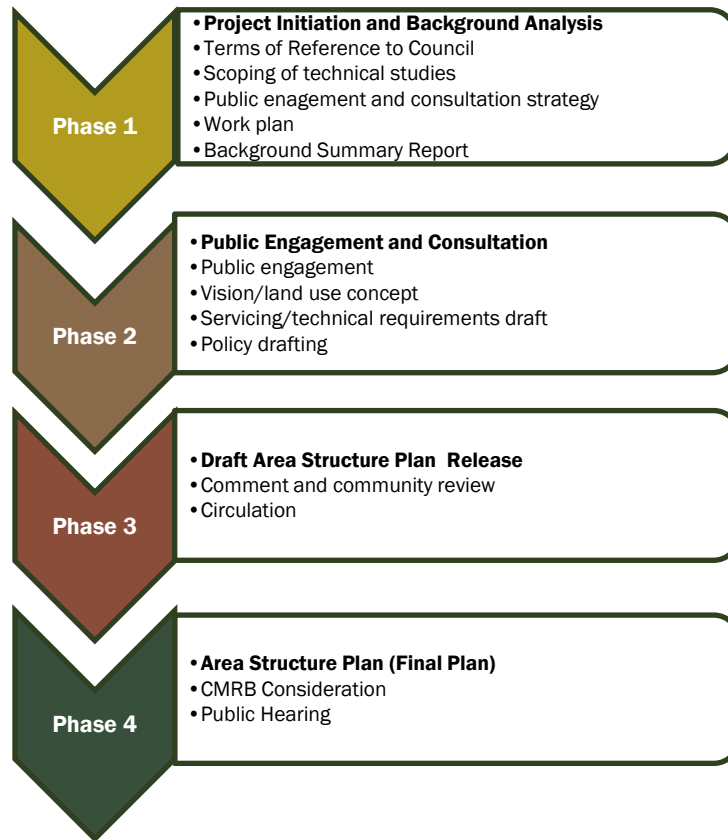 Phase 1
•Project Initiation and Background Analysis
•Terms of Reference to Council
•Scoping of technical studies
•Public enagement and consultation strategy
•Work plan
•Background Summary Report
Phase 2
•Public Engagement and Consultation
•Public engagement
•Vision/land use concept
•Servicing/technical requirements draft
•Policy drafting
Phase 3
•Draft Area Structure Plan Release
•Comment and community review
•Circulation
Phase 4
•Area Structure Plan (Final Plan)
•CMRB Consideration
•Public Hearing